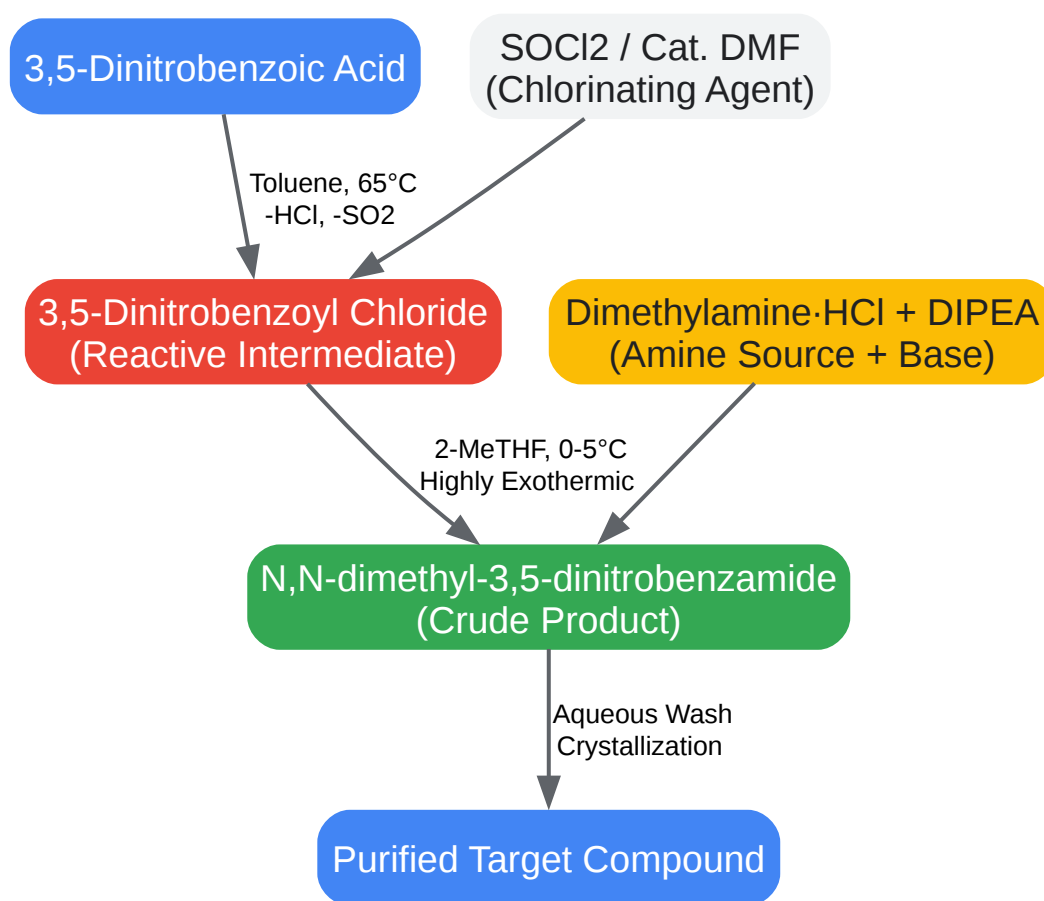 3,5-Dinitrobenzoic Acid
SOCl2 / Cat. DMF
(Chlorinating Agent)
Toluene, 65°C
-HCl, -SO2
3,5-Dinitrobenzoyl Chloride
(Reactive Intermediate)
Dimethylamine·HCl + DIPEA
(Amine Source + Base)
2-MeTHF, 0-5°C
Highly Exothermic
N,N-dimethyl-3,5-dinitrobenzamide
(Crude Product)
Aqueous Wash
Crystallization
Purified Target Compound